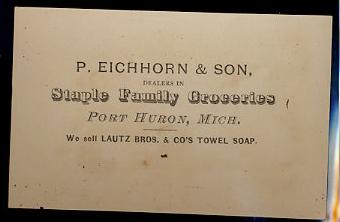 P. EICHHORN & SON,
DEALERS IN
Staple Family Groceries
PORT HURON, MICH.
We sell LAUTZ BROS. & CO'S TOWEL SOAP.